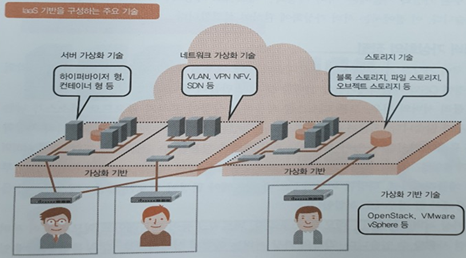 IaaS 기반을 구성하는 주요 기술
서버 가상화 기술
하이퍼바이저 형,
컨테이너 형 등
네트워크 가상화 기술
VLAN, VPN NFV,
SDN 등
스토리지 기술
블록 스토리지, 파일 스토리지,
오브젝트 스토리지 등
가상화 기반
가상화 기반
가상화 기반 기술
OpenStack, VMware
vSphere 등